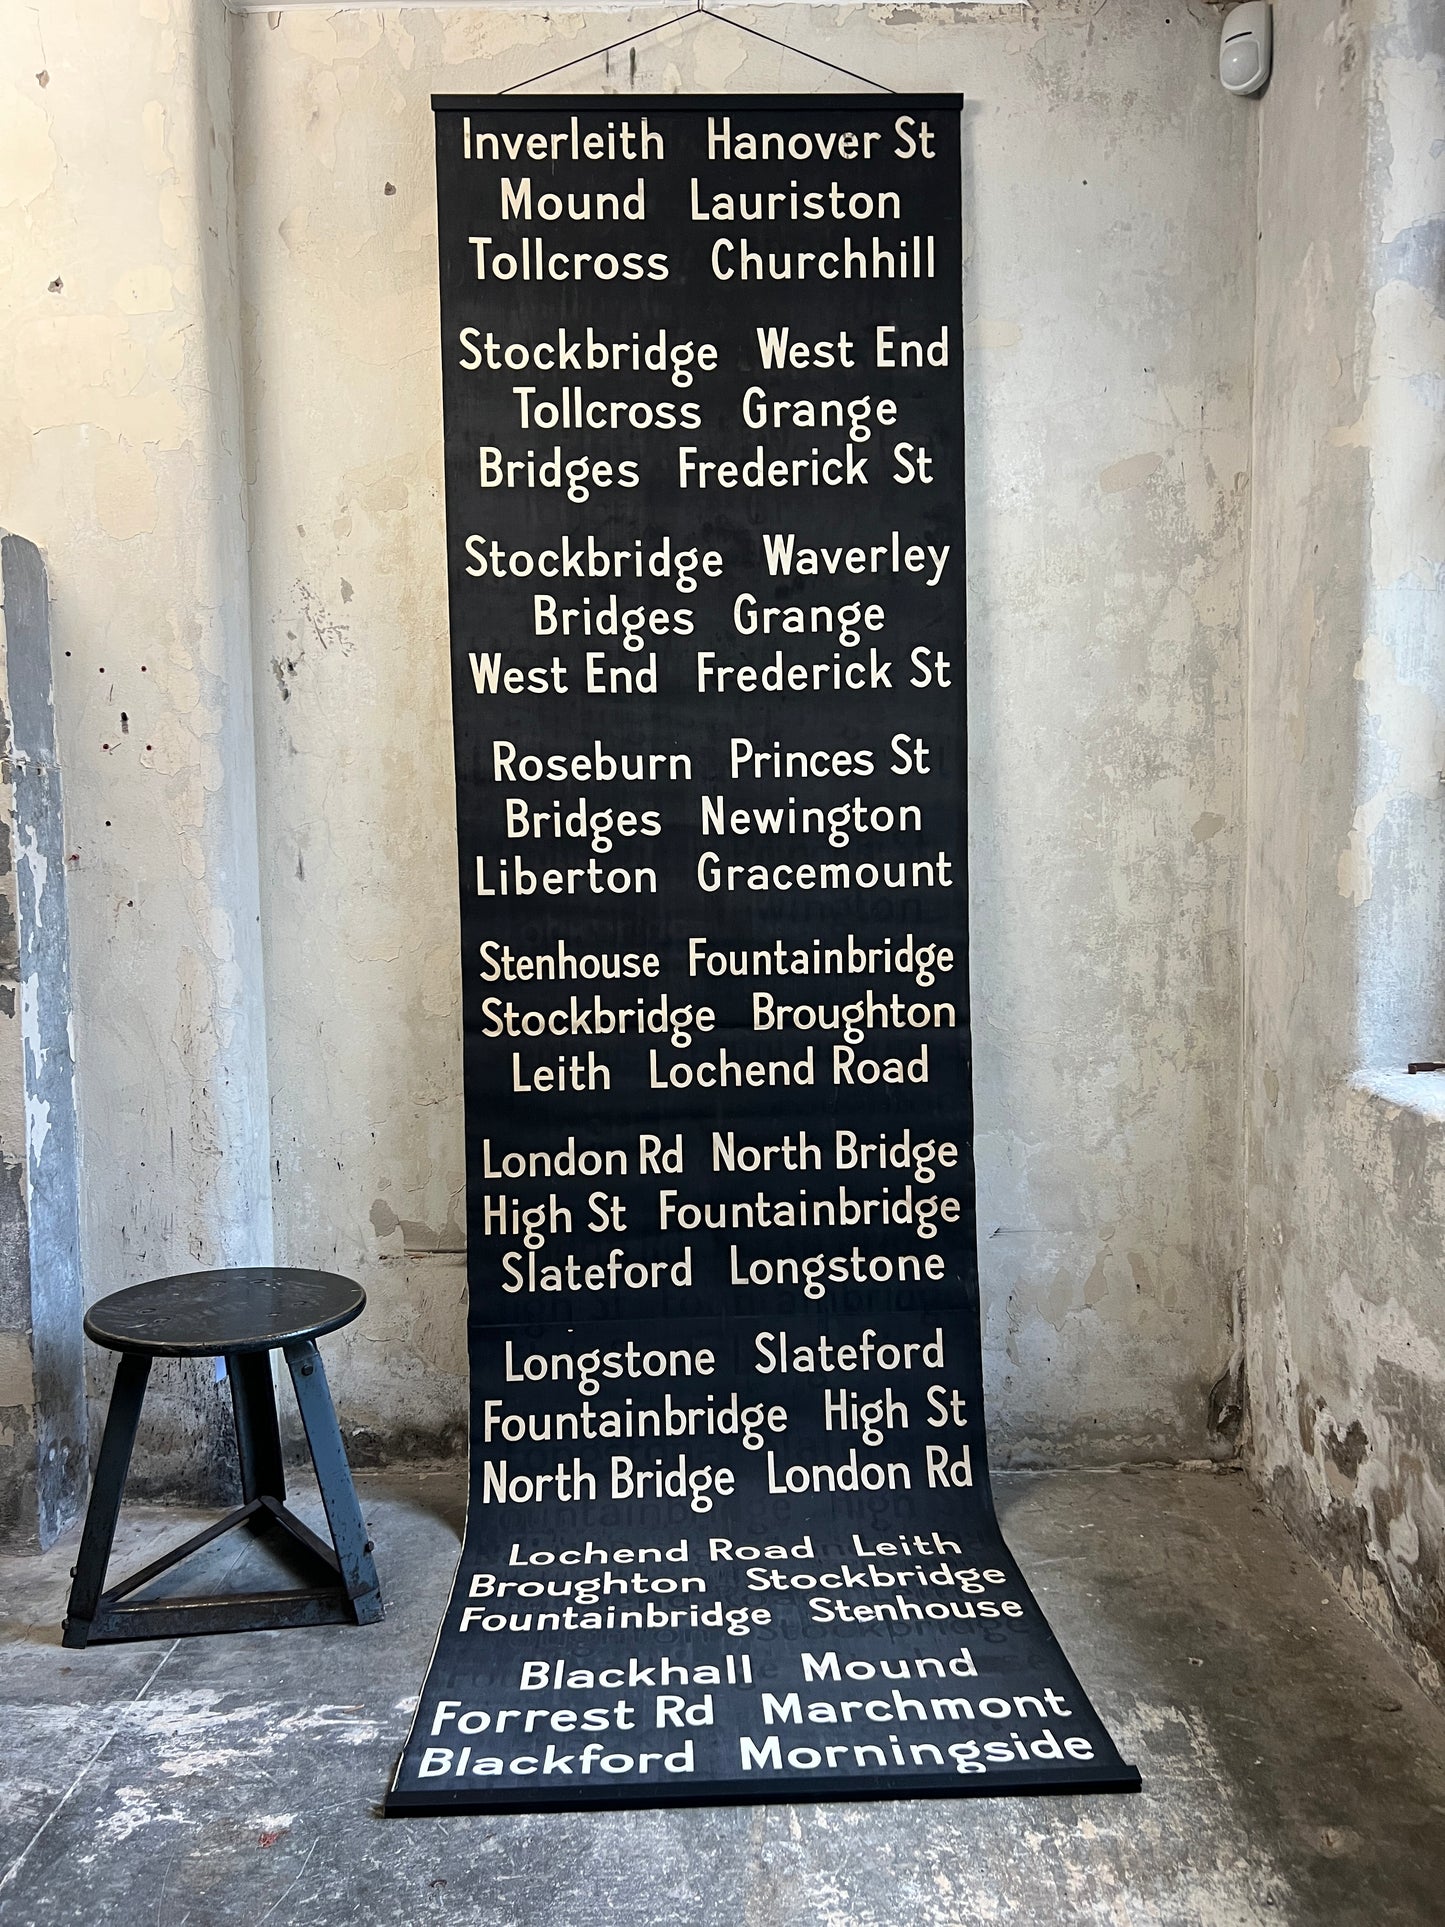 Inverleith Hanover St
Mound Lauriston
Tollcross Churchhill
Stockbridge West End
Tollcross Grange
Bridges Frederick St
Stockbridge Waverley
Bridges Grange
West End Frederick St
Roseburn Princes St
Bridges Newington
Liberton Gracemount
Stenhouse Fountainbridge
Stockbridge Broughton
Leith Lochend Road
London Rd North Bridge
High St Fountainbridge
Slateford Longstone
Longstone Slateford
Fountainbridge High St
North Bridge London Rd
Lochend Road Leith
Broughton Stockbridge
Fountainbridge Stenhouse
Blackhall Mound
Forrest Rd Marchmont
Blackford Morningside